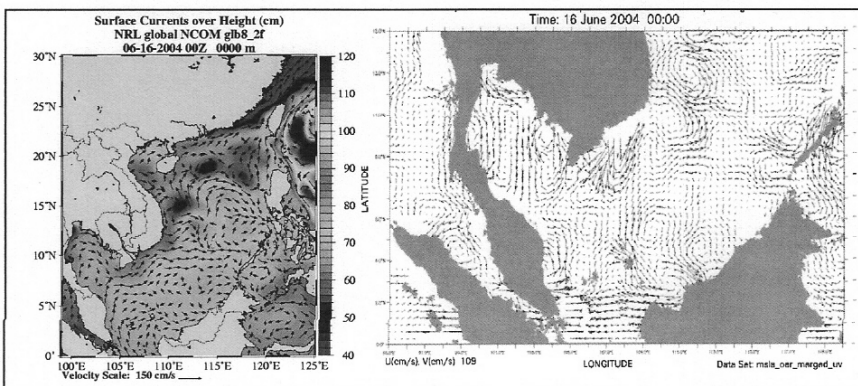 Surface Currents over Height (cm)
NRL global NCOM glb8_2f
06-16-2004 00Z 0000 m
30°N
25°N
20°N
15°N
10°N
5°N
0°
100°E 105°E 110°E 115°E 120°E 125°E
Velocity Scale: 150 cm/s
120
110
100
90
80
70
60
50
40
Time: 16 June 2004 00:00
LATITUDE
U(cm/s), V(cm/s) 109
LONGITUDE
Data Set: msla_oer_merged_uv